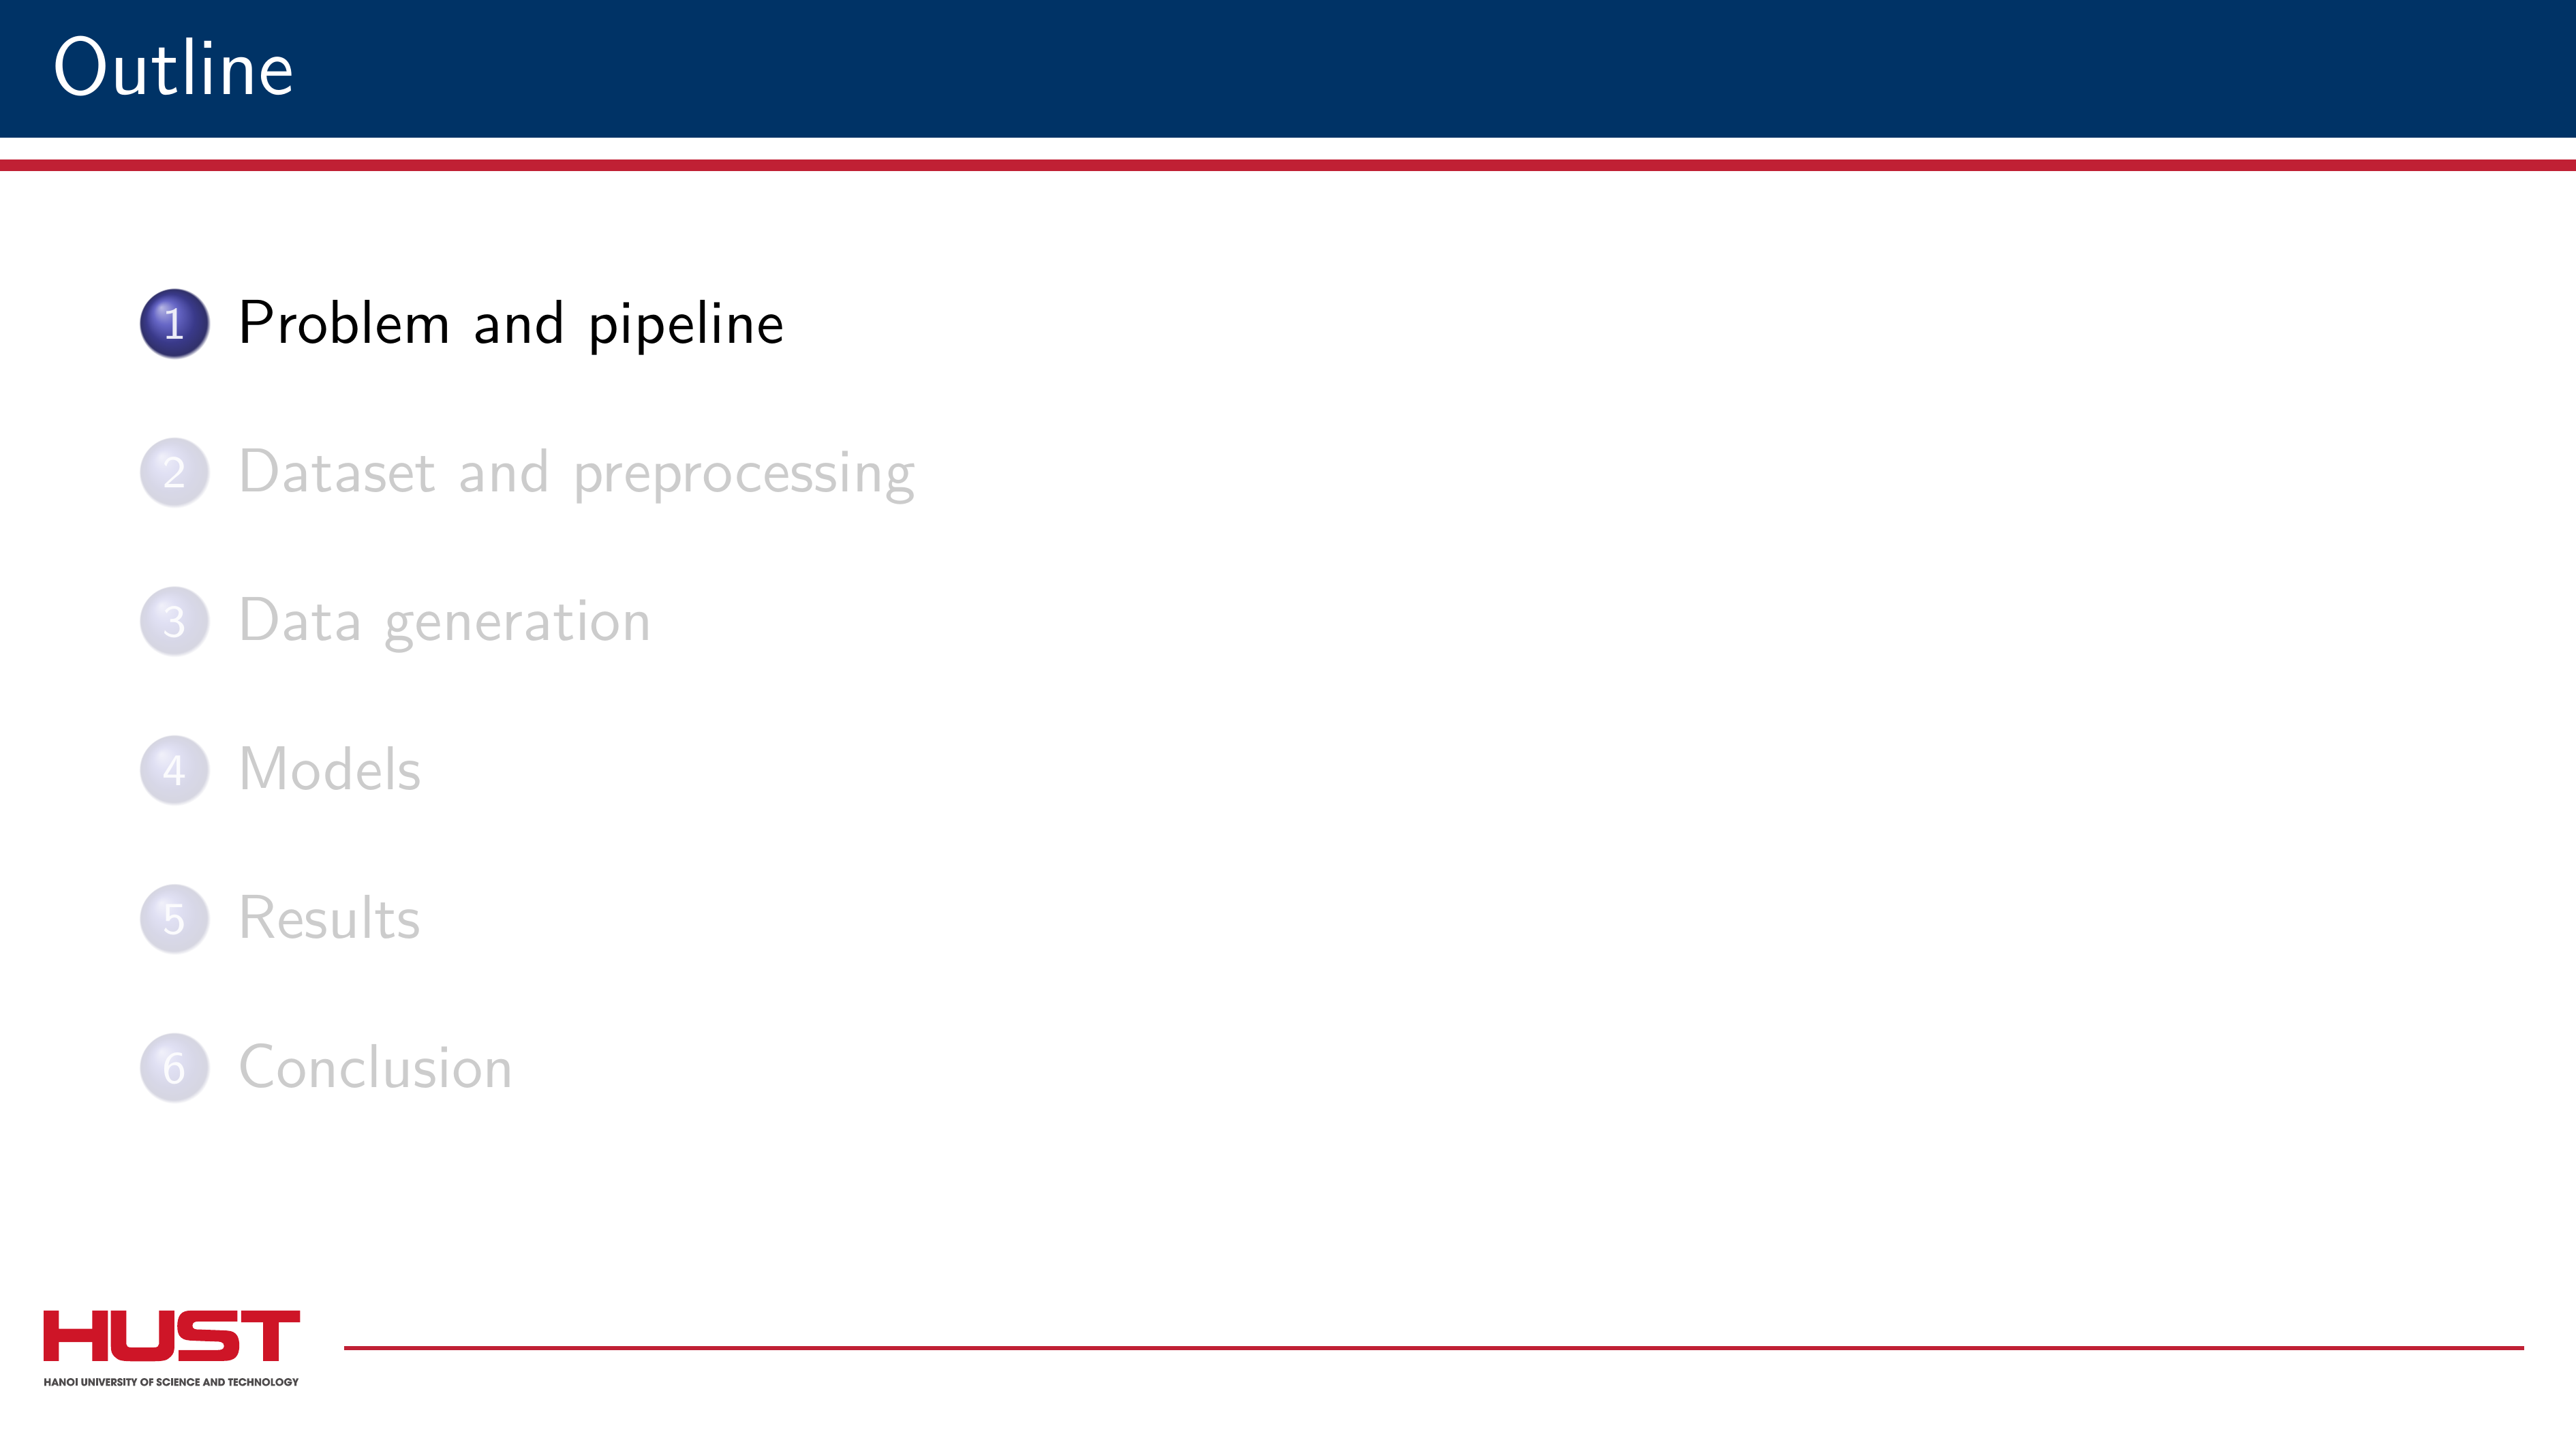 Outline
1 Problem and pipeline
2 Dataset and preprocessing
3 Data generation
4 Models
5 Results
6 Conclusion
HUST
HANOI UNIVERSITY OF SCIENCE AND TECHNOLOGY